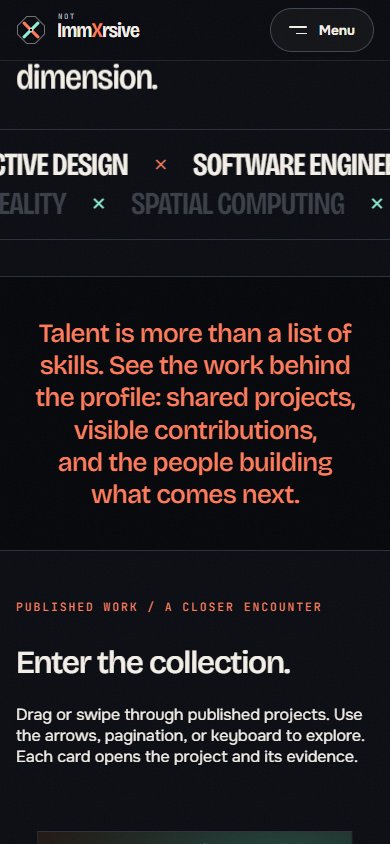 NOT
ImmXrsive
Menu
dimension.
CTIVE DESIGN × SOFTWARE ENGINEE
EALITY × SPATIAL COMPUTING ×
Talent is more than a list of
skills. See the work behind
the profile: shared projects,
visible contributions,
and the people building
what comes next.
PUBLISHED WORK / A CLOSER ENCOUNTER
Enter the collection.
Drag or swipe through published projects. Use
the arrows, pagination, or keyboard to explore.
Each card opens the project and its evidence.